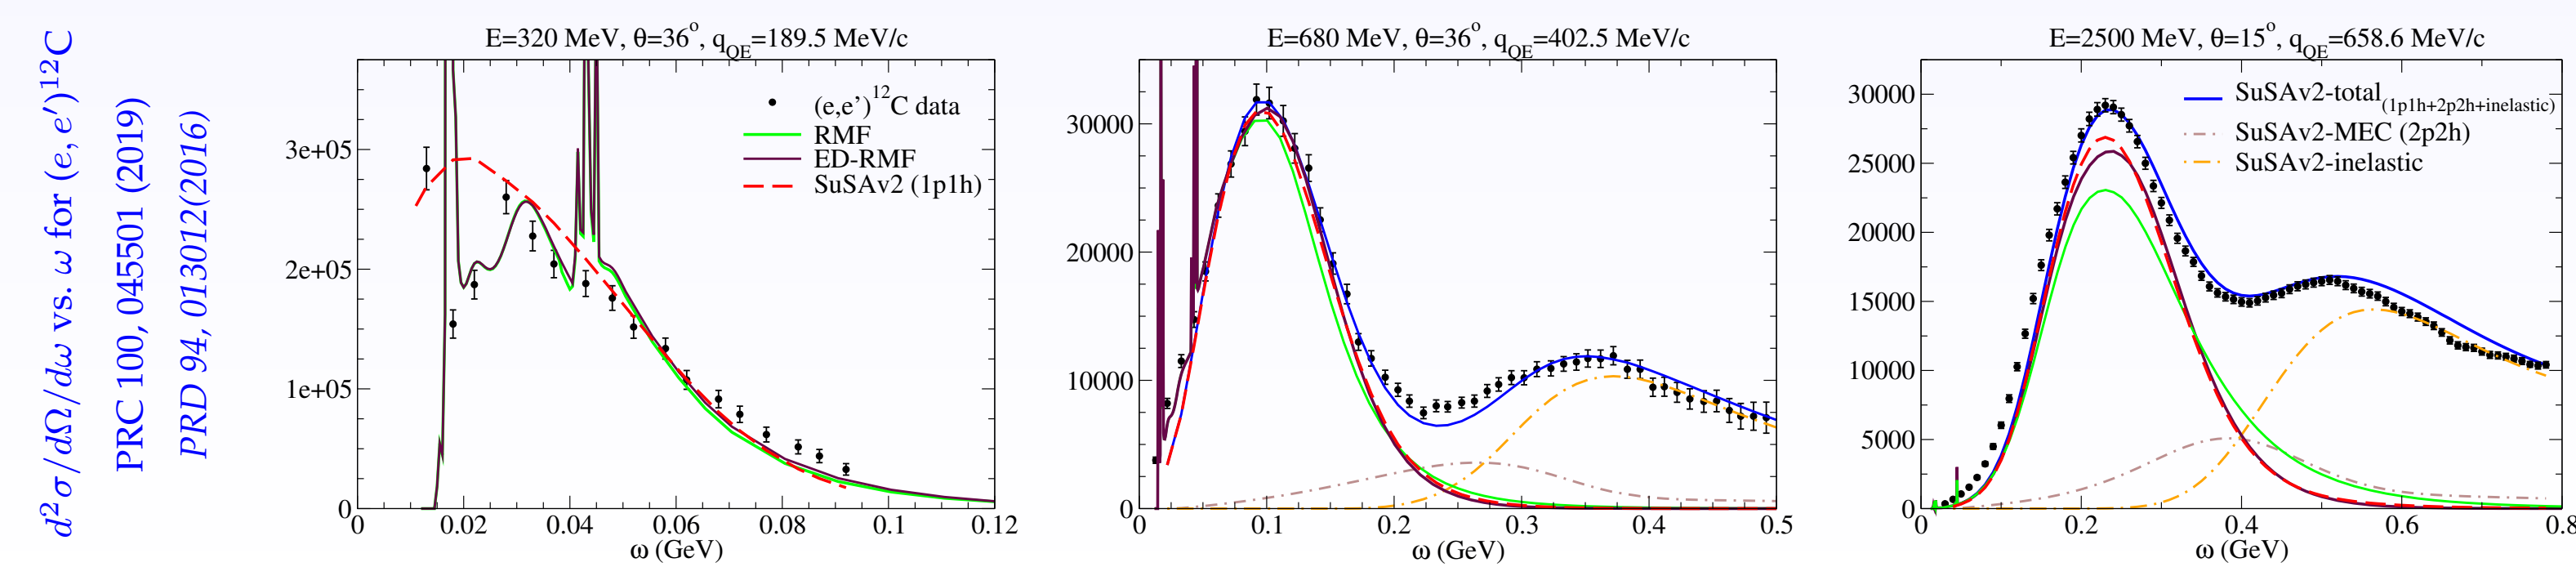 d²σ/dΩ/dω vs. ω for (e, e′)¹²C
PRC 100, 045501 (2019)
PRD 94, 013012(2016)
E=320 MeV, θ=36°, q_QE=189.5 MeV/c
(e,e’)¹²C data
RMF
ED-RMF
SuSAv2 (1p1h)
3e+05
2e+05
1e+05
0
0 0.02 0.04 0.06 0.08 0.1 0.12
ω (GeV)
E=680 MeV, θ=36°, q_QE=402.5 MeV/c
30000
20000
10000
0
0 0.1 0.2 0.3 0.4 0.5
ω (GeV)
E=2500 MeV, θ=15°, q_QE=658.6 MeV/c
SuSAv2-total(1p1h+2p2h+inelastic)
SuSAv2-MEC (2p2h)
SuSAv2-inelastic
30000
25000
20000
15000
10000
5000
0
0 0.2 0.4 0.6 0.8
ω (GeV)